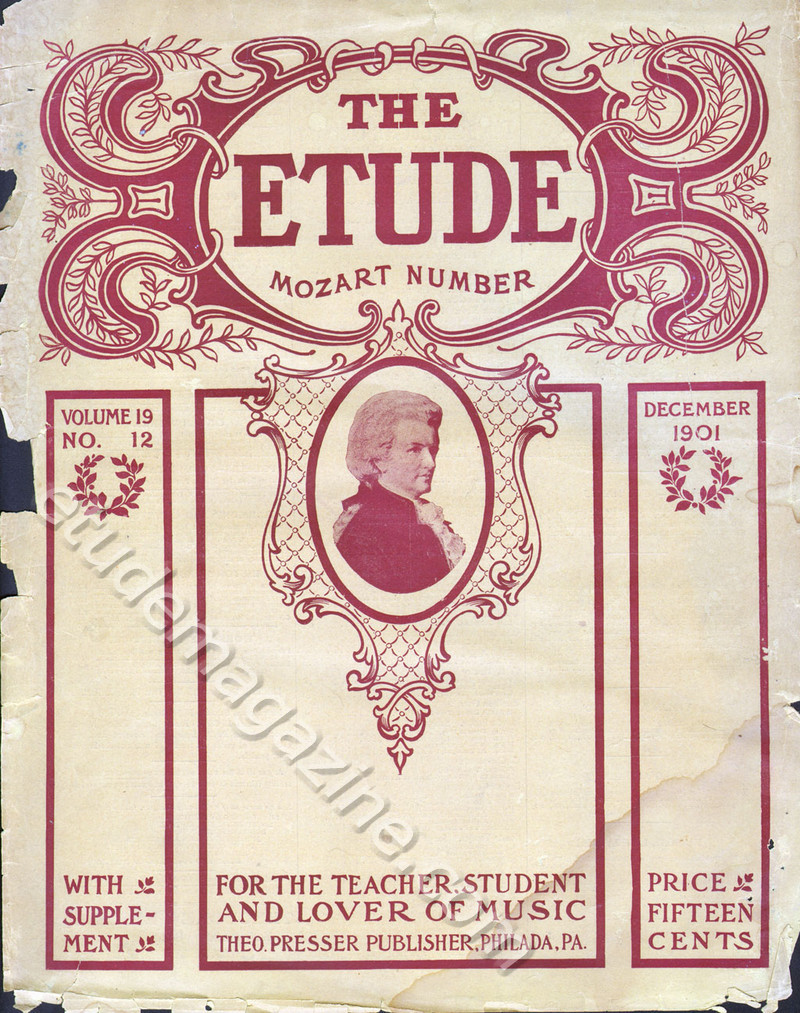 THE
ETUDE
MOZART NUMBER
VOLUME 19
NO. 12
DECEMBER
1901
WITH
SUPPLE-
MENT
FOR THE TEACHER, STUDENT
AND LOVER OF MUSIC
THEO. PRESSER PUBLISHER, PHILADA, PA.
PRICE
FIFTEEN
CENTS
etudemagazine.com